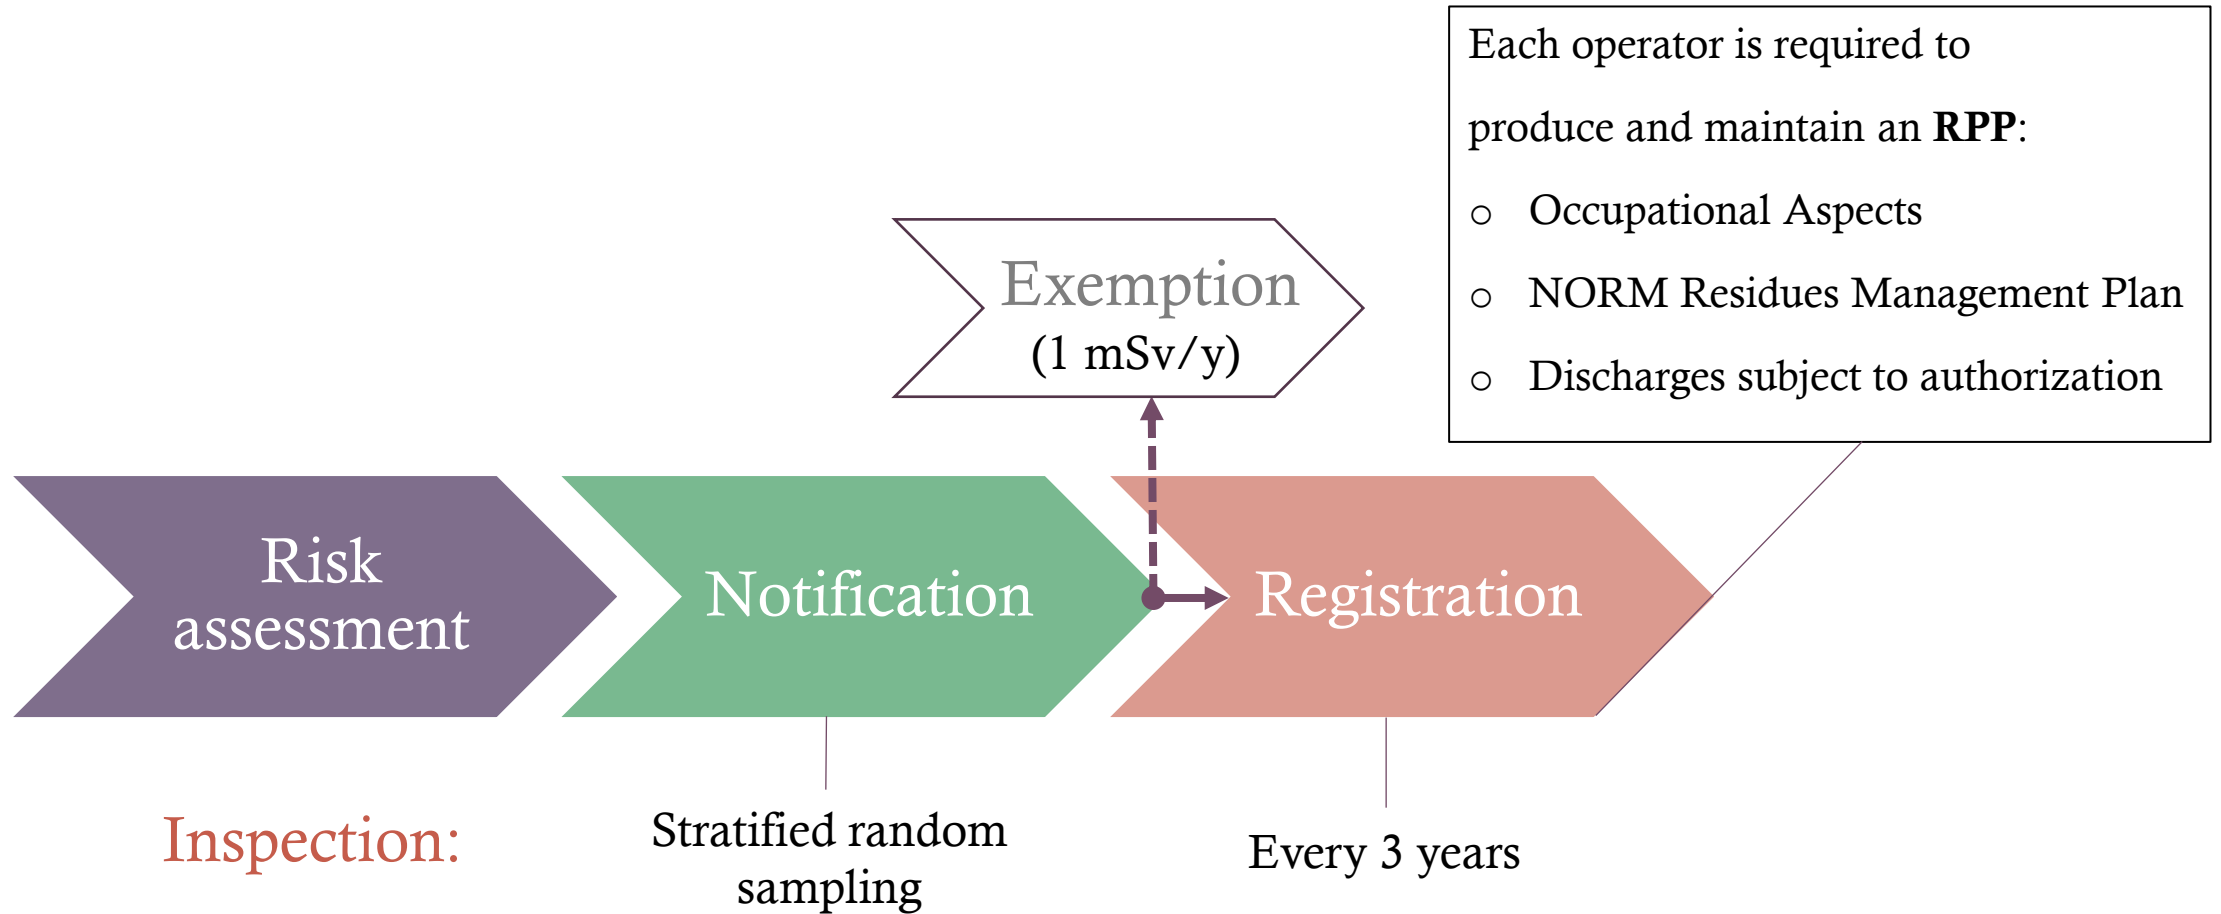 Each operator is required to
produce and maintain an RPP:
o Occupational Aspects
o NORM Residues Management Plan
o Discharges subject to authorization
Exemption
(1 mSv/y)
Risk
assessment
Notification
Registration
Inspection:
Stratified random
sampling
Every 3 years